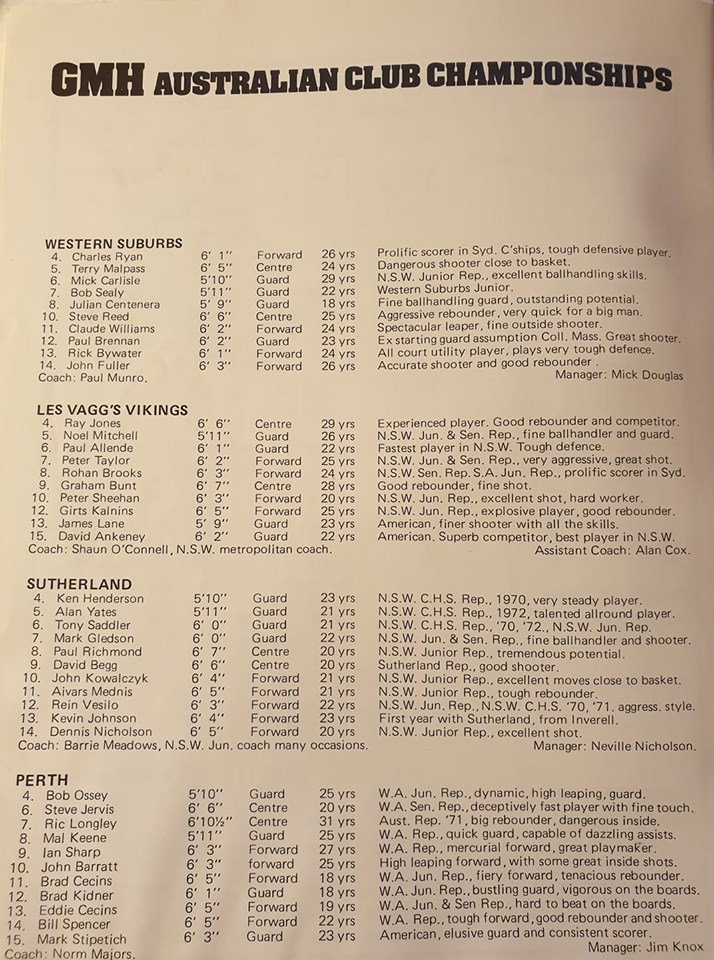 GMH AUSTRALIAN CLUB CHAMPIONSHIPS
WESTERN SUBURBS
4. Charles Ryan 6' 1" Forward 26 yrs Prolific scorer in Syd. C'ships, tough defensive player.
5. Terry Malpass 6' 5" Centre 24 yrs Dangerous shooter close to basket.
6. Mick Carlisle 5'10" Guard 29 yrs N.S.W. Junior Rep., excellent ballhandling skills.
7. Bob Sealy 5'11" Guard 22 yrs Western Suburbs Junior.
8. Julian Centenera 5' 9" Guard 18 yrs Fine ballhandling guard, outstanding potential.
10. Steve Reed 6' 6" Centre 25 yrs Aggressive rebounder, very quick for a big man.
11. Claude Williams 6' 2" Forward 24 yrs Spectacular leaper, fine outside shooter.
12. Paul Brennan 6' 2" Guard 23 yrs Ex starting guard assumption Coll. Mass. Great shooter.
13. Rick Bywater 6' 1" Forward 24 yrs All court utility player, plays very tough defence.
14. John Fuller 6' 3" Forward 26 yrs Accurate shooter and good rebounder .
Coach: Paul Munro. Manager: Mick Douglas
LES VAGG'S VIKINGS
4. Ray Jones 6' 6" Centre 29 yrs Experienced player. Good rebounder and competitor.
5. Noel Mitchell 5'11" Guard 26 yrs N.S.W. Jun. & Sen. Rep., fine ballhandler and guard.
6. Paul Allende 6' 1" Guard 22 yrs Fastest player in N.S.W. Tough defence.
7. Peter Taylor 6' 2" Forward 25 yrs N.S.W. Jun. & Sen. Rep., very aggressive, great shot.
8. Rohan Brooks 6' 3" Forward 24 yrs N.S.W. Sen. Rep. S.A. Jun. Rep., prolific scorer in Syd.
9. Graham Bunt 6' 7" Centre 28 yrs Good rebounder, fine shot.
10. Peter Sheehan 6' 3" Forward 20 yrs N.S.W. Jun. Rep., excellent shot, hard worker.
12. Girts Kalnins 6' 5" Forward 25 yrs N.S.W. Jun. Rep., explosive player, good rebounder.
13. James Lane 5' 9" Guard 23 yrs American, finer shooter with all the skills.
15. David Ankeney 6' 2" Guard 22 yrs American. Superb competitor, best player in N.S.W.
Coach: Shaun O'Connell, N.S.W. metropolitan coach. Assistant Coach: Alan Cox.
SUTHERLAND
4. Ken Henderson 5'10" Guard 23 yrs N.S.W. C.H.S. Rep., 1970, very steady player.
5. Alan Yates 5'11" Guard 21 yrs N.S.W. C.H.S. Rep., 1972, talented allround player.
6. Tony Saddler 6' 0" Guard 21 yrs N.S.W. C.H.S. Rep., '70, '72., N.S.W. Jun. Rep.
7. Mark Gledson 6' 0" Guard 22 yrs N.S.W. Jun. & Sen. Rep., fine ballhandler and shooter.
8. Paul Richmond 6' 7" Centre 20 yrs N.S.W. Junior Rep., tremendous potential.
9. David Begg 6' 6" Centre 20 yrs Sutherland Rep., good shooter.
10. John Kowalczyk 6' 4" Forward 21 yrs N.S.W. Junior Rep., excellent moves close to basket.
11. Aivars Mednis 6' 5" Forward 21 yrs N.S.W. Junior Rep., tough rebounder.
12. Rein Vesilo 6' 3" Forward 22 yrs N.S.W. Jun. Rep., N.S.W. C.H.S. '70, '71. aggress. style.
13. Kevin Johnson 6' 4" Forward 23 yrs First year with Sutherland, from Inverell.
14. Dennis Nicholson 6' 5" Forward 20 yrs N.S.W. Junior Rep., excellent shot.
Coach: Barrie Meadows, N.S.W. Jun. coach many occasions. Manager: Neville Nicholson.
PERTH
4. Bob Ossey 5'10" Guard 25 yrs W.A. Jun. Rep., dynamic, high leaping, guard.
6. Steve Jervis 6' 6" Centre 20 yrs W.A. Sen. Rep., deceptively fast player with fine touch.
7. Ric Longley 6'10½" Centre 31 yrs Aust. Rep. '71, big rebounder, dangerous inside.
8. Mal Keene 5'11" Guard 25 yrs W.A. Rep., quick guard, capable of dazzling assists.
9. Ian Sharp 6' 3" Forward 27 yrs W.A. Rep., mercurial forward, great playmaker.
10. John Barratt 6' 3" forward 25 yrs High leaping forward, with some great inside shots.
11. Brad Cecins 6' 5" Forward 18 yrs W.A. Jun. Rep., fiery forward, tenacious rebounder.
12. Brad Kidner 6' 1" Guard 18 yrs W.A. Jun. Rep., bustling guard, vigorous on the boards.
13. Eddie Cecins 6' 5" Forward 19 yrs W.A. Jun. & Sen Rep., hard to beat on the boards.
14. Bill Spencer 6' 5" Forward 22 yrs W.A. Rep., tough forward, good rebounder and shooter.
15. Mark Stipetich 6' 3" Guard 23 yrs American, elusive guard and consistent scorer.
Coach: Norm Majors. Manager: Jim Knox